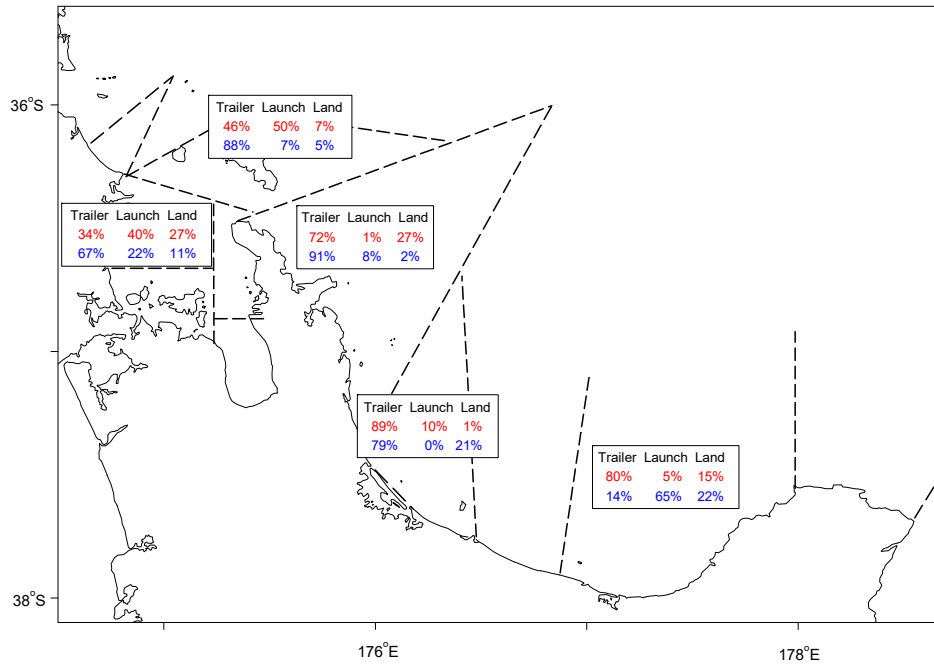 36°S
Trailer Launch Land
46% 50% 7%
88% 7% 5%
Trailer Launch Land
34% 40% 27%
67% 22% 11%
Trailer Launch Land
72% 1% 27%
91% 8% 2%
Trailer Launch Land
89% 10% 1%
79% 0% 21%
Trailer Launch Land
80% 5% 15%
14% 65% 22%
38°S
176°E
178°E